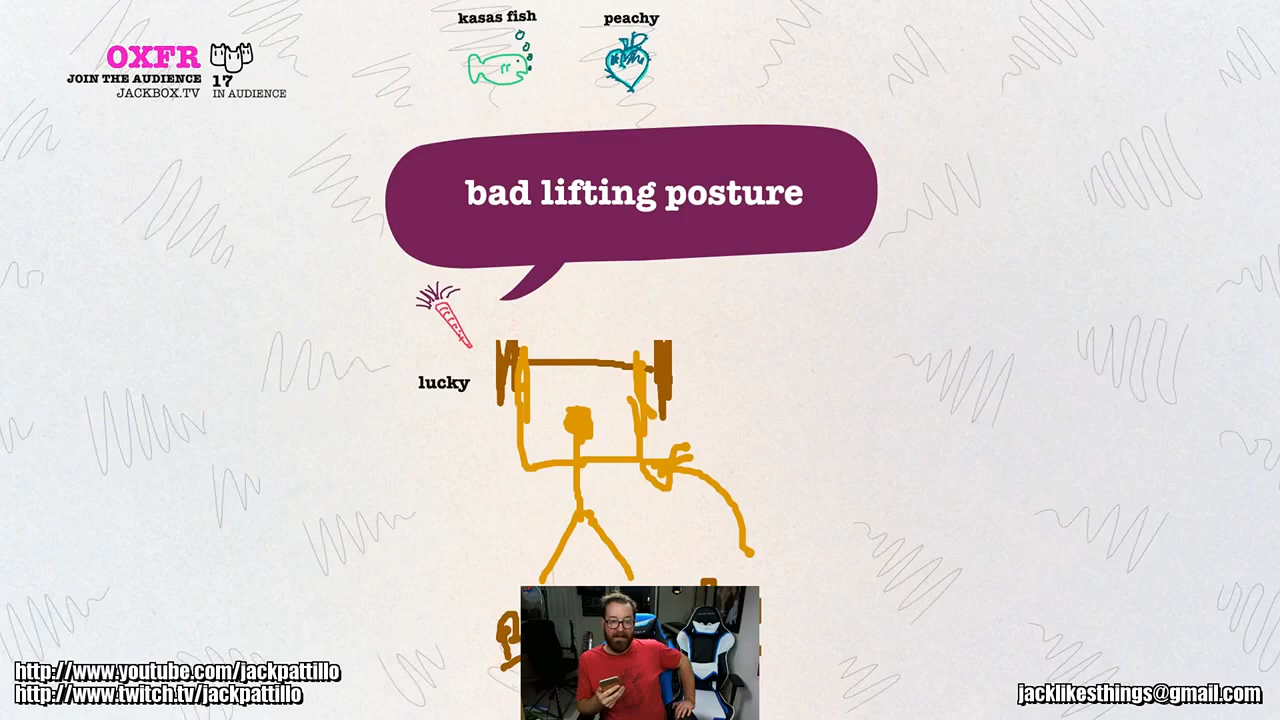 kasas fish
peachy
OXFR
JOIN THE AUDIENCE
JACKBOX.TV
17
IN AUDIENCE
bad lifting posture
lucky
http://www.youtube.com/jackpattillo
http://www.twitch.tv/jackpattillo
jacklikesthings@gmail.com